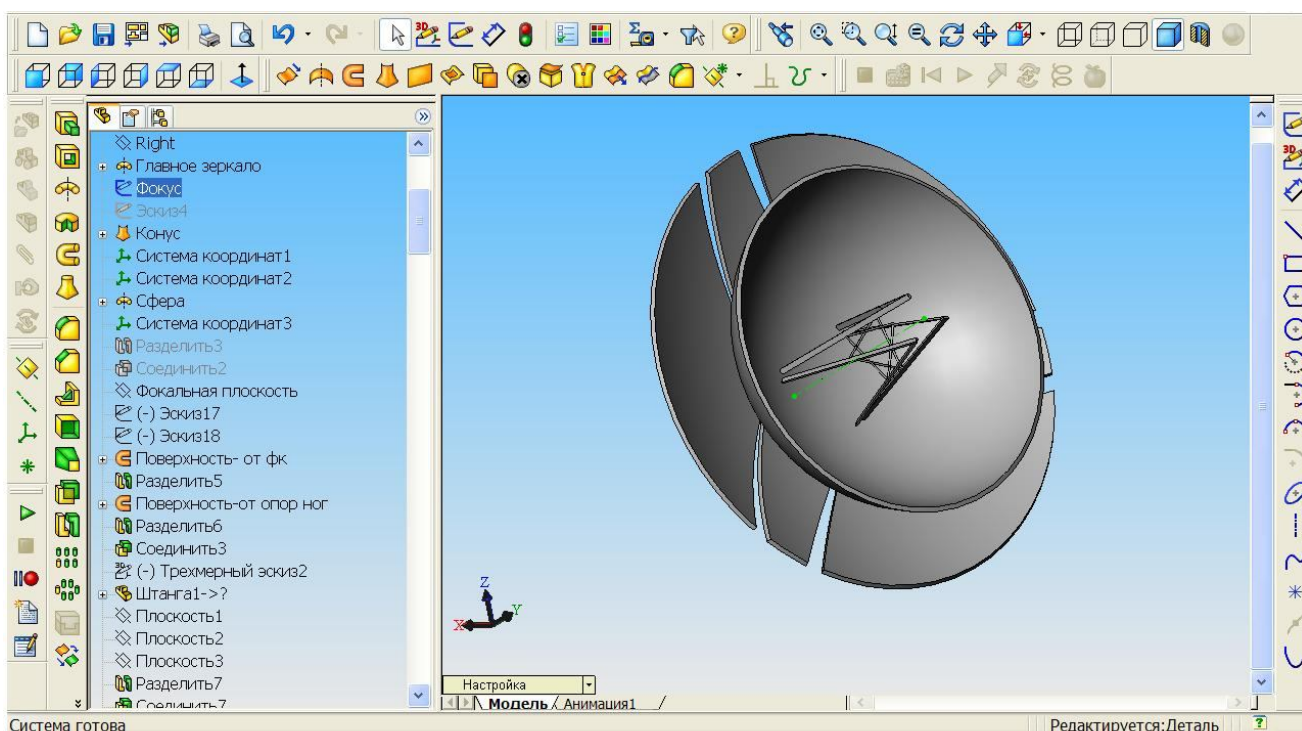 Right
Главное зеркало
Фокус
Эскиз4
Конус
Система координат1
Система координат2
Сфера
Система координат3
Разделить3
Соединить2
Фокальная плоскость
(-) Эскиз17
(-) Эскиз18
Поверхность- от фк
Разделить5
Поверхность-от опор ног
Разделить6
Соединить3
(-) Трехмерный эскиз2
Штанга1->?
Плоскость1
Плоскость2
Плоскость3
Разделить7
Соединить7
Z
Y
X
Настройка
Модель Анимация1
Система готова
Редактируется:Деталь